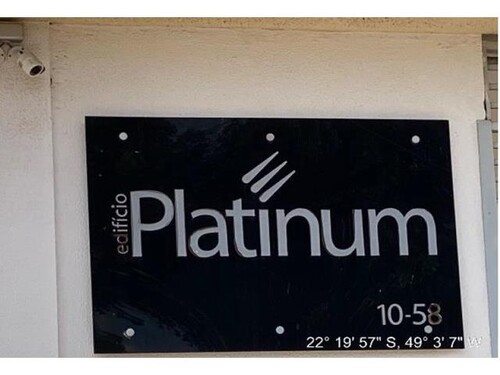 edifício
Platinum
10-58
22° 19' 57" S, 49° 3' 7" W